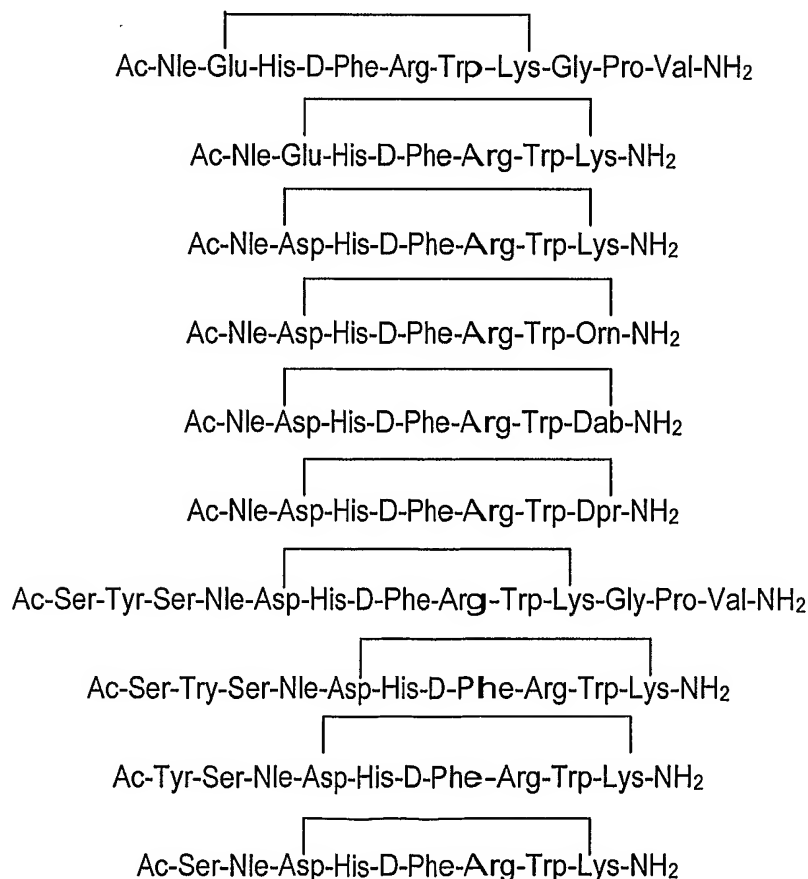 Ac-Nle-Glu-His-D-Phe-Arg-Trp-Lys-Gly-Pro-Val-NH2
Ac-Nle-Glu-His-D-Phe-Arg-Trp-Lys-NH2
Ac-Nle-Asp-His-D-Phe-Arg-Trp-Lys-NH2
Ac-Nle-Asp-His-D-Phe-Arg-Trp-Orn-NH2
Ac-Nle-Asp-His-D-Phe-Arg-Trp-Dab-NH2
Ac-Nle-Asp-His-D-Phe-Arg-Trp-Dpr-NH2
Ac-Ser-Tyr-Ser-Nle-Asp-His-D-Phe-Arg-Trp-Lys-Gly-Pro-Val-NH2
Ac-Ser-Try-Ser-Nle-Asp-His-D-Phe-Arg-Trp-Lys-NH2
Ac-Tyr-Ser-Nle-Asp-His-D-Phe-Arg-Trp-Lys-NH2
Ac-Ser-Nle-Asp-His-D-Phe-Arg-Trp-Lys-NH2